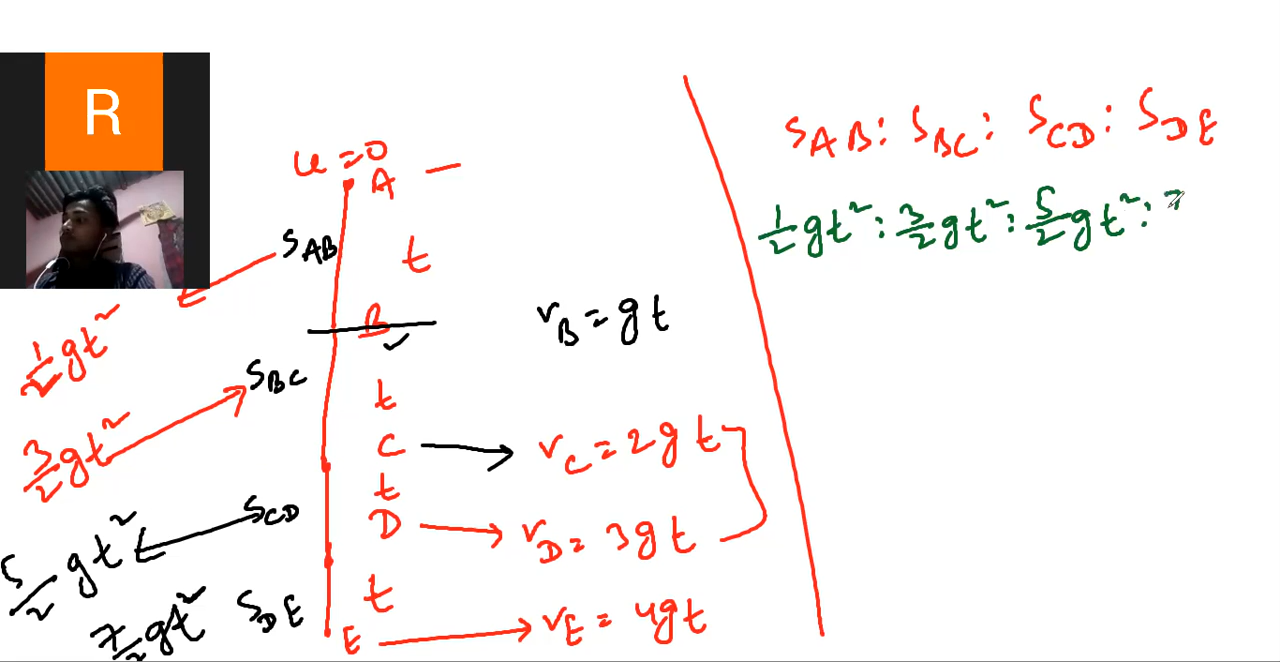 R
u = 0
A
S_AB
t
½gt²
B
v_B = gt
S_BC
t
3/2 gt²
C
v_C = 2gt
t
S_CD
D
v_D = 3gt
5/2 gt²
t
S_DE
7/2 gt²
E
v_E = 4gt
S_AB : S_BC : S_CD : S_DE
½gt² : 3/2 gt² : 5/2 gt² : 7